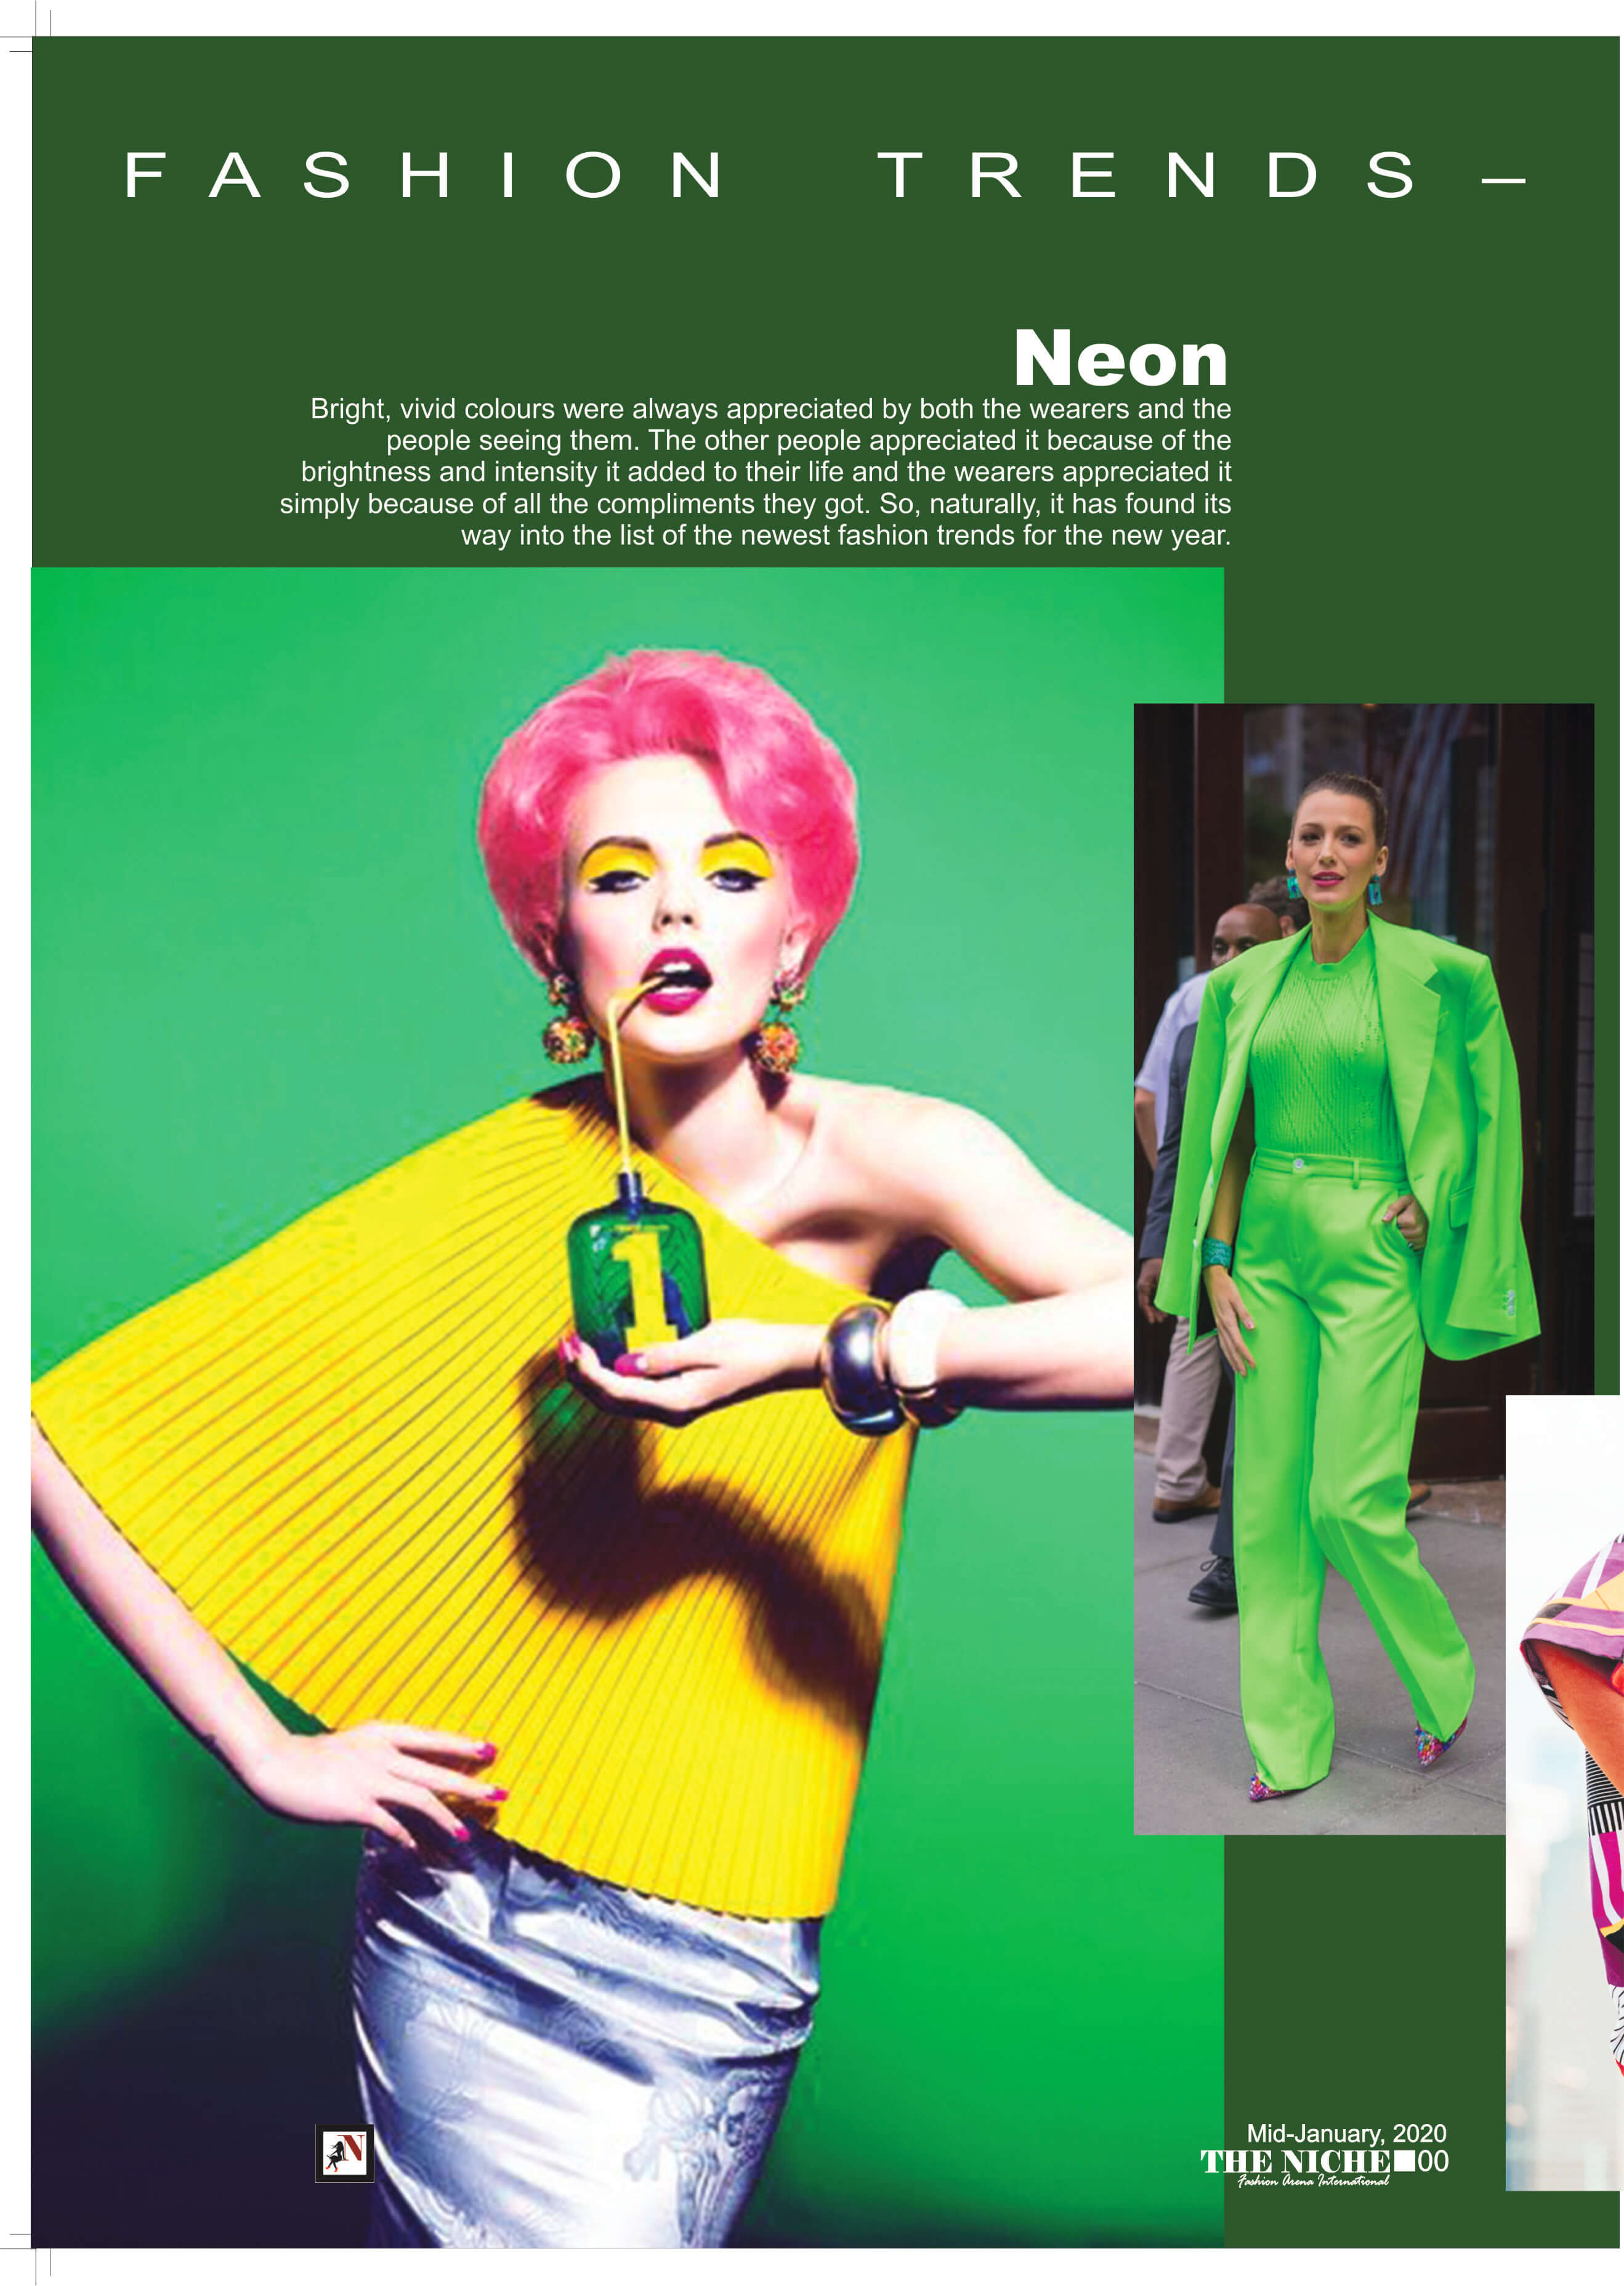 FASHION TRENDS –
Neon
Bright, vivid colours were always appreciated by both the wearers and the
people seeing them. The other people appreciated it because of the
brightness and intensity it added to their life and the wearers appreciated it
simply because of all the compliments they got. So, naturally, it has found its
way into the list of the newest fashion trends for the new year.
1
N
Mid-January, 2020
THE NICHE■00
Fashion Arena International